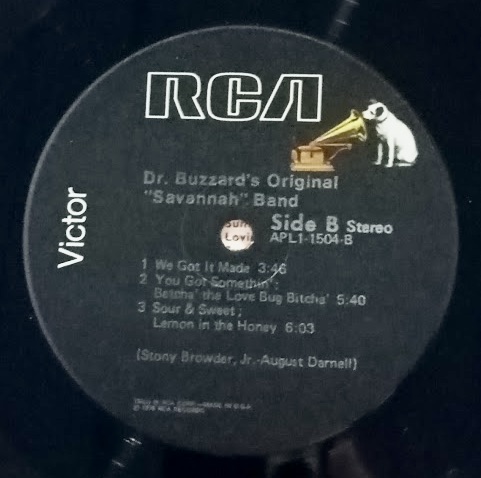 RCA
Dr. Buzzard's Original
"Savannah" Band
Victor
Side B Stereo
APL1-1504-B
1 We Got It Made 3:46
2 You Got Somethin';
Betcha' the Love Bug Bitcha' 5:40
3 Sour & Sweet;
Lemon in the Honey 6:03
(Stony Browder, Jr.-August Darnell)